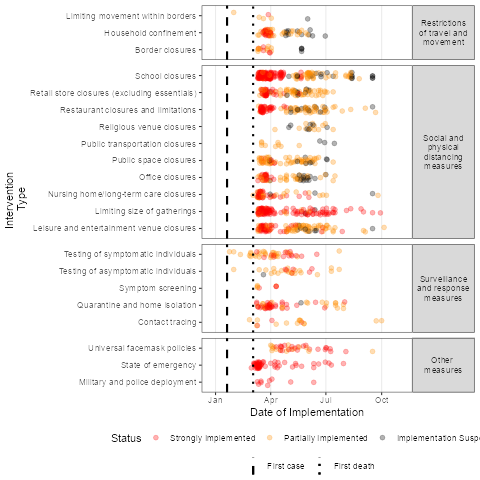 Limiting movement within borders
Household confinement
Border closures
Restrictions
of travel and
movement
School closures
Retail store closures (excluding essentials)
Restaurant closures and limitations
Religious venue closures
Public transportation closures
Public space closures
Office closures
Nursing home/long-term care closures
Limiting size of gatherings
Leisure and entertainment venue closures
Social and
physical
distancing
measures
Testing of symptomatic individuals
Testing of asymptomatic individuals
Symptom screening
Quarantine and home isolation
Contact tracing
Surveillance
and response
measures
Universal facemask policies
State of emergency
Military and police deployment
Other
measures
Intervention
Type
Jan
Apr
Jul
Oct
Date of Implementation
Status
Strongly Implemented
Partially Implemented
Implementation Suspe
First case
First death